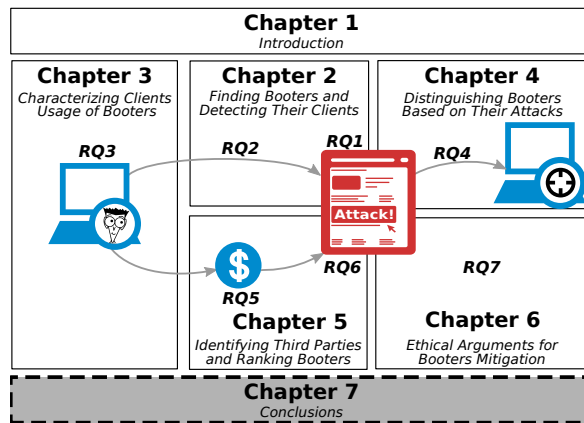 Chapter 1
Introduction
Chapter 3
Characterizing Clients
Usage of Booters
Chapter 2
Finding Booters and
Detecting Their Clients
Chapter 4
Distinguishing Booters
Based on Their Attacks
RQ3
RQ2
RQ1
RQ4
Attack!
$
RQ5
RQ6
RQ7
Chapter 5
Identifying Third Parties
and Ranking Booters
Chapter 6
Ethical Arguments for
Booters Mitigation
Chapter 7
Conclusions